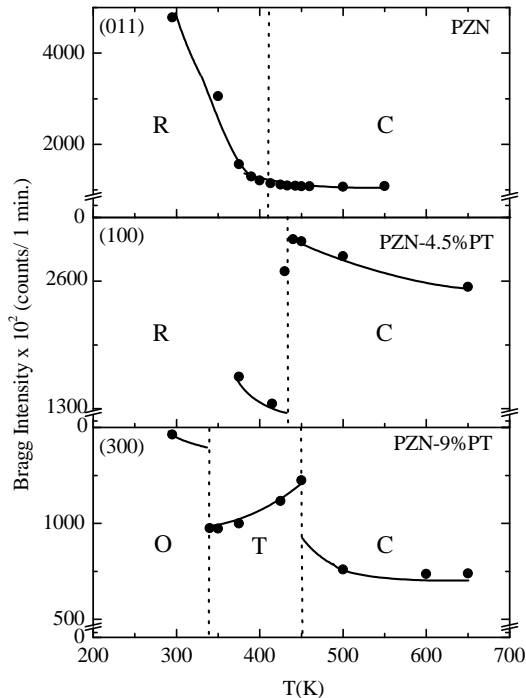 (011) PZN
4000
R C
2000
0
(100) PZN-4.5%PT
2600
R C
1300
0
(300) PZN-9%PT
1000
O T C
500
0
200 300 400 500 600 700
T(K)
Bragg Intensity x 10² (counts/ 1 min.)